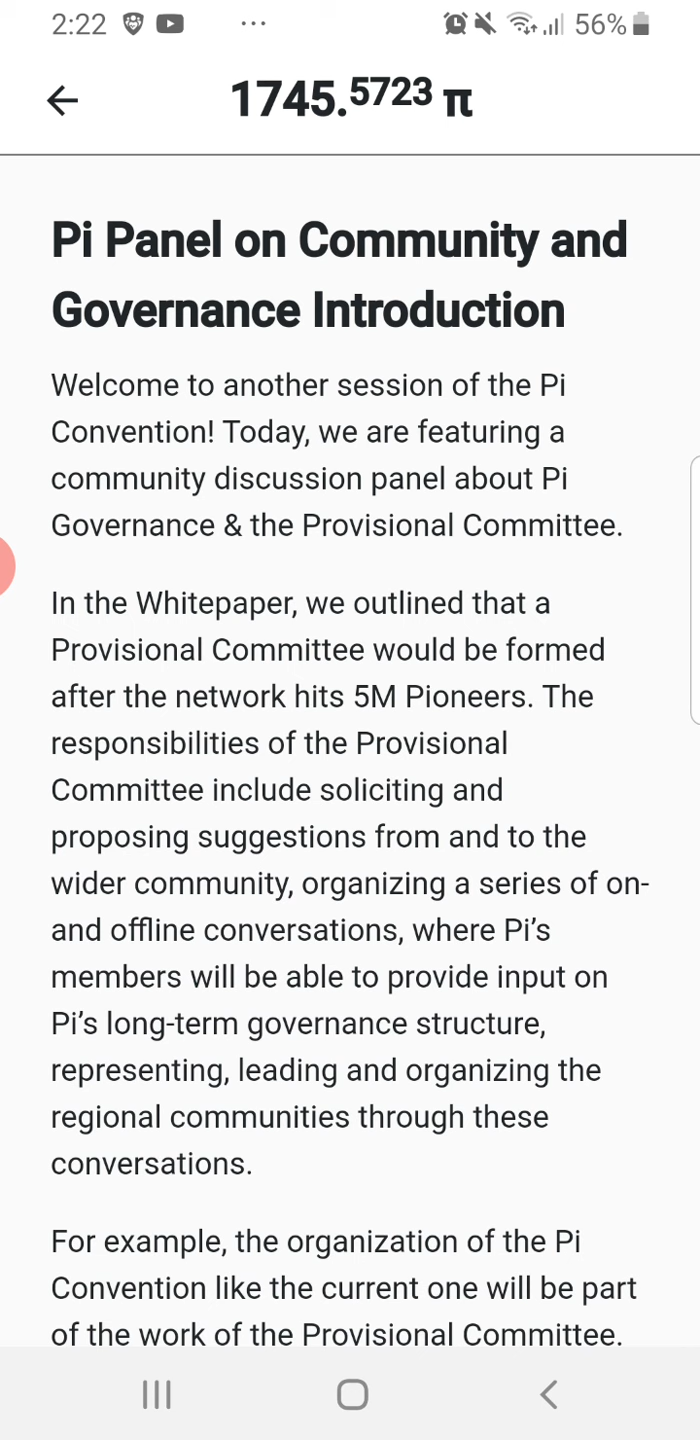 2:22 ... 56%
1745.5723 π
Pi Panel on Community and
Governance Introduction
Welcome to another session of the Pi
Convention! Today, we are featuring a
community discussion panel about Pi
Governance & the Provisional Committee.
In the Whitepaper, we outlined that a
Provisional Committee would be formed
after the network hits 5M Pioneers. The
responsibilities of the Provisional
Committee include soliciting and
proposing suggestions from and to the
wider community, organizing a series of on-
and offline conversations, where Pi’s
members will be able to provide input on
Pi’s long-term governance structure,
representing, leading and organizing the
regional communities through these
conversations.
For example, the organization of the Pi
Convention like the current one will be part
of the work of the Provisional Committee.